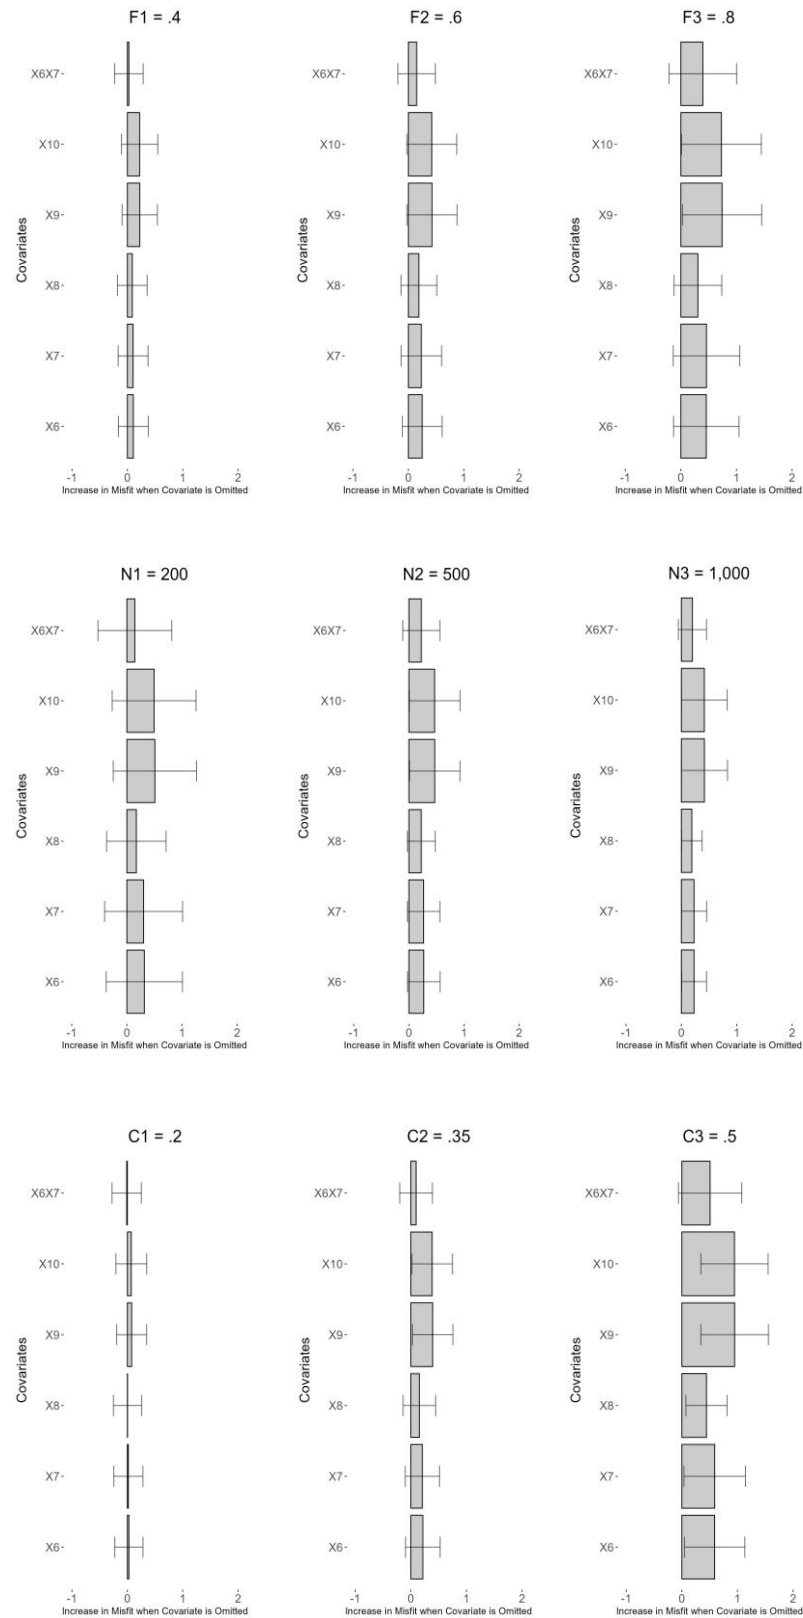 F1 = .4
F2 = .6
F3 = .8
Covariates
X6X7
X10
X9
X8
X7
X6
-1 0 1 2
Increase in Misfit when Covariate is Omitted
Covariates
X6X7
X10
X9
X8
X7
X6
-1 0 1 2
Increase in Misfit when Covariate is Omitted
Covariates
X6X7
X10
X9
X8
X7
X6
-1 0 1 2
Increase in Misfit when Covariate is Omitted
N1 = 200
N2 = 500
N3 = 1,000
Covariates
X6X7
X10
X9
X8
X7
X6
-1 0 1 2
Increase in Misfit when Covariate is Omitted
Covariates
X6X7
X10
X9
X8
X7
X6
-1 0 1 2
Increase in Misfit when Covariate is Omitted
Covariates
X6X7
X10
X9
X8
X7
X6
-1 0 1 2
Increase in Misfit when Covariate is Omitted
C1 = .2
C2 = .35
C3 = .5
Covariates
X6X7
X10
X9
X8
X7
X6
-1 0 1 2
Increase in Misfit when Covariate is Omitted
Covariates
X6X7
X10
X9
X8
X7
X6
-1 0 1 2
Increase in Misfit when Covariate is Omitted
Covariates
X6X7
X10
X9
X8
X7
X6
-1 0 1 2
Increase in Misfit when Covariate is Omitted